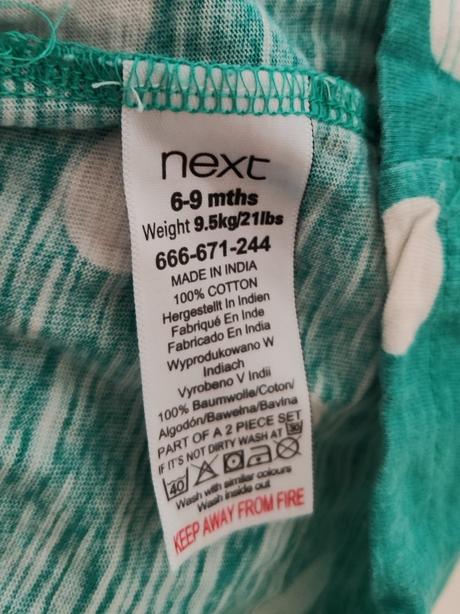 next
6-9 mths
Weight 9.5kg/21lbs
666-671-244
MADE IN INDIA
100% COTTON
Hergestellt In Indien
Fabriqué En Inde
Fabricado En India
Wyprodukowano W
Indiach
Vyrobeno V Indii
100% Baumwolle/Coton/
Algodón/Bawełna/Bavlna
PART OF A 2 PIECE SET
IF IT'S NOT DIRTY WASH AT 30
40
Wash with similar colours
Wash inside out
KEEP AWAY FROM FIRE